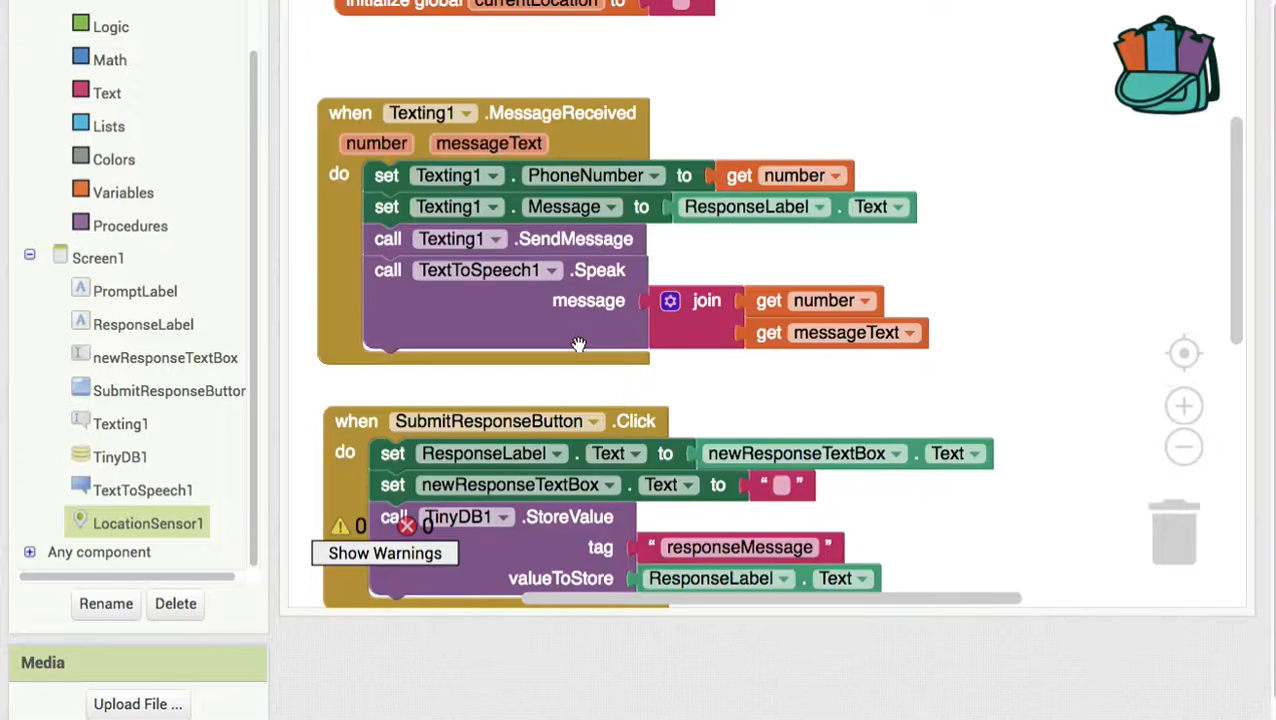 Logic
Math
Text
Lists
Colors
Variables
Procedures
Screen1
PromptLabel
ResponseLabel
newResponseTextBox
SubmitResponseButtor
Texting1
TinyDB1
TextToSpeech1
LocationSensor1
Any component
Rename Delete
Media
Upload File ...
initialize global currentLocation to
when Texting1 .MessageReceived
number messageText
do set Texting1 . PhoneNumber to get number
set Texting1 . Message to ResponseLabel . Text
call Texting1 .SendMessage
call TextToSpeech1 .Speak
message join get number
get messageText
when SubmitResponseButton .Click
do set ResponseLabel . Text to newResponseTextBox . Text
set newResponseTextBox . Text to “ ”
call TinyDB1 .StoreValue
0 0
Show Warnings
tag “ responseMessage ”
valueToStore ResponseLabel . Text